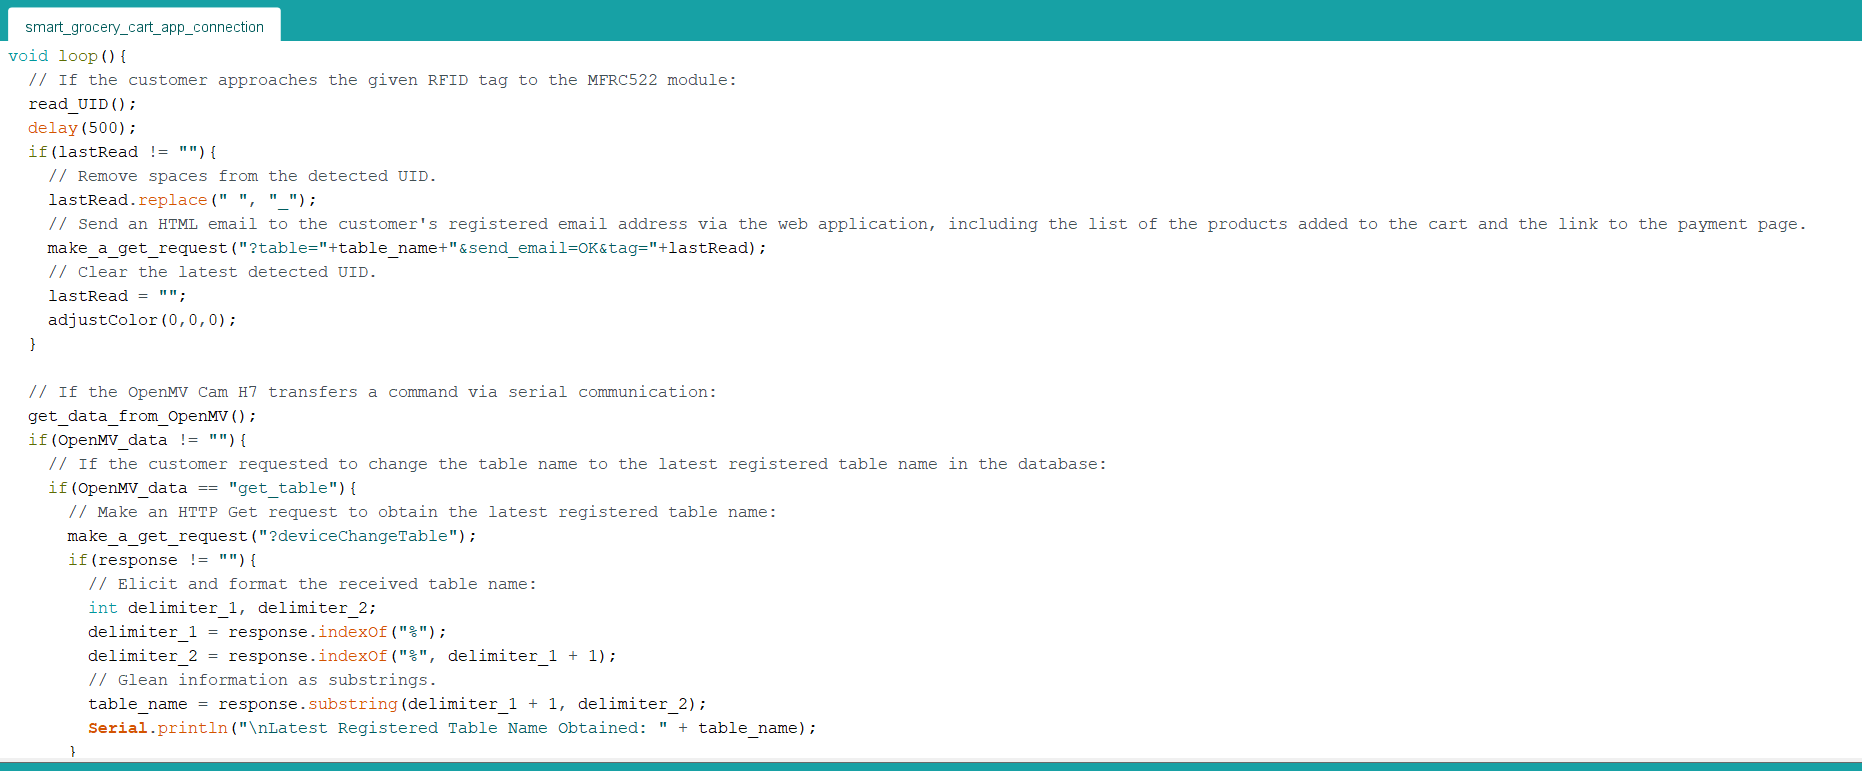 smart_grocery_cart_app_connection
void loop(){
  // If the customer approaches the given RFID tag to the MFRC522 module:
  read_UID();
  delay(500);
  if(lastRead != ""){
    // Remove spaces from the detected UID.
    lastRead.replace(" ", "_");
    // Send an HTML email to the customer's registered email address via the web application, including the list of the products added to the cart and the link to the payment page.
    make_a_get_request("?table="+table_name+"&send_email=OK&tag="+lastRead);
    // Clear the latest detected UID.
    lastRead = "";
    adjustColor(0,0,0);
  }

  // If the OpenMV Cam H7 transfers a command via serial communication:
  get_data_from_OpenMV();
  if(OpenMV_data != ""){
    // If the customer requested to change the table name to the latest registered table name in the database:
    if(OpenMV_data == "get_table"){
      // Make an HTTP Get request to obtain the latest registered table name:
      make_a_get_request("?deviceChangeTable");
      if(response != ""){
        // Elicit and format the received table name:
        int delimiter_1, delimiter_2;
        delimiter_1 = response.indexOf("%");
        delimiter_2 = response.indexOf("%", delimiter_1 + 1);
        // Glean information as substrings.
        table_name = response.substring(delimiter_1 + 1, delimiter_2);
        Serial.println("\nLatest Registered Table Name Obtained: " + table_name);
      }